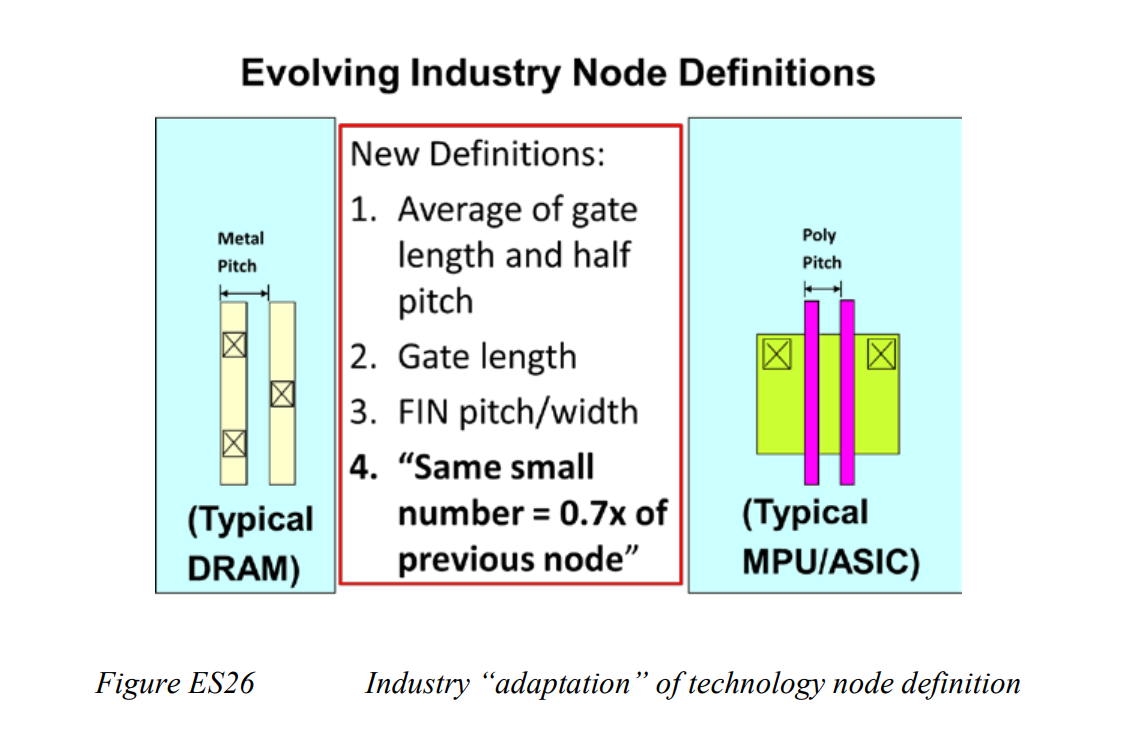 Evolving Industry Node Definitions
Metal
Pitch
(Typical
DRAM)
New Definitions:
1. Average of gate
length and half
pitch
2. Gate length
3. FIN pitch/width
4. “Same small
number = 0.7x of
previous node”
Poly
Pitch
(Typical
MPU/ASIC)
Figure ES26 Industry “adaptation” of technology node definition